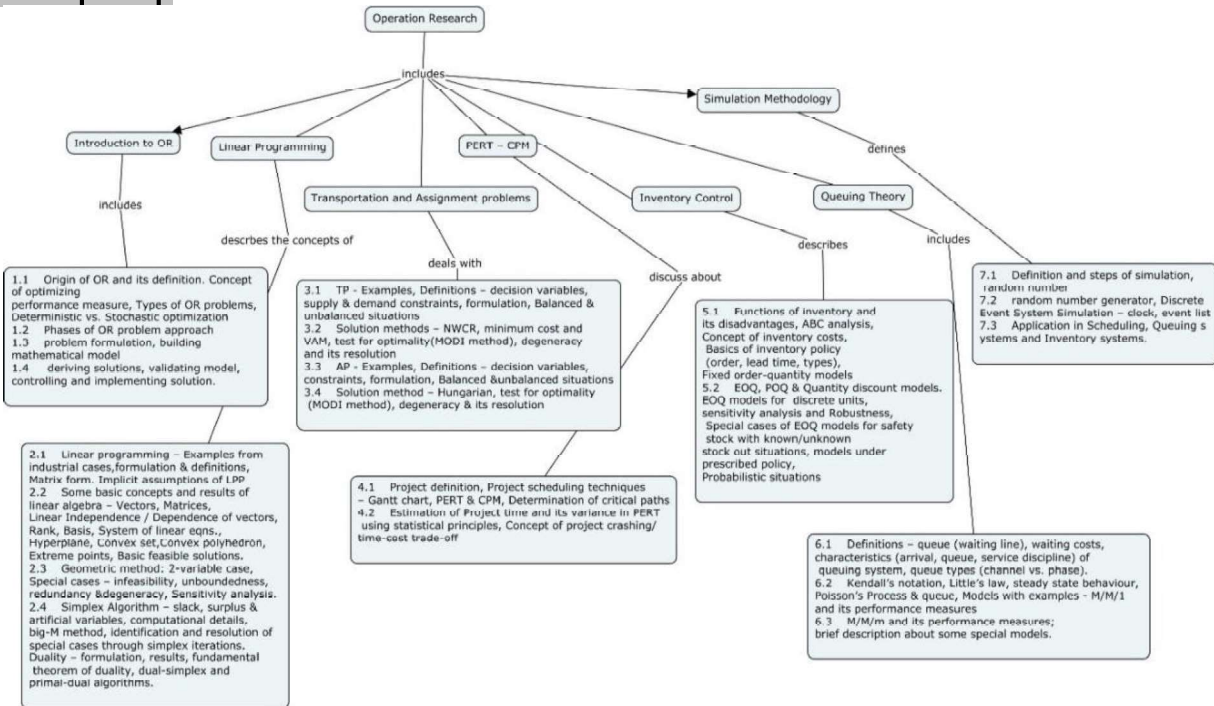 Operation Research
includes
Simulation Methodology
Introduction to OR
Linear Programming
PERT – CPM
defines
Transportation and Assignment problems
Inventory Control
Queuing Theory
includes
descrbes the concepts of
deals with
discuss about
describes
includes
1.1 Origin of OR and its definition. Concept
of optimizing
performance measure, Types of OR problems,
Deterministic vs. Stochastic optimization
1.2 Phases of OR problem approach
1.3 problem formulation, building
mathematical model
1.4 deriving solutions, validating model,
controlling and implementing solution.
3.1 TP - Examples, Definitions – decision variables,
supply & demand constraints, formulation, Balanced &
unbalanced situations
3.2 Solution methods – NWCR, minimum cost and
VAM, test for optimality(MODI method), degeneracy
and its resolution
3.3 AP - Examples, Definitions – decision variables,
constraints, formulation, Balanced &unbalanced situations
3.4 Solution method – Hungarian, test for optimality
(MODI method), degeneracy & its resolution
5.1 Functions of inventory and
its disadvantages, ABC analysis,
Concept of inventory costs,
Basics of inventory policy
(order, lead time, types),
Fixed order-quantity models
5.2 EOQ, POQ & Quantity discount models.
EOQ models for discrete units,
sensitivity analysis and Robustness,
Special cases of EOQ models for safety
stock with known/unknown
stock out situations, models under
prescribed policy,
Probabilistic situations
7.1 Definition and steps of simulation,
random number
7.2 random number generator, Discrete
Event System Simulation – clock, event list
7.3 Application in Scheduling, Queuing s
ystems and Inventory systems.
2.1 Linear programming – Examples from
industrial cases,formulation & definitions,
Matrix form. Implicit assumptions of LPP
2.2 Some basic concepts and results of
linear algebra – Vectors, Matrices,
Linear Independence / Dependence of vectors,
Rank, Basis, System of linear eqns.,
Hyperplane, Convex set,Convex polyhedron,
Extreme points, Basic feasible solutions.
2.3 Geometric method: 2-variable case,
Special cases – infeasibility, unboundedness,
redundancy &degeneracy, Sensitivity analysis.
2.4 Simplex Algorithm – slack, surplus &
artificial variables, computational details,
big-M method, identification and resolution of
special cases through simplex iterations.
Duality – formulation, results, fundamental
theorem of duality, dual-simplex and
primal-dual algorithms.
4.1 Project definition, Project scheduling techniques
– Gantt chart, PERT & CPM, Determination of critical paths
4.2 Estimation of Project time and its variance in PERT
using statistical principles, Concept of project crashing/
time-cost trade-off
6.1 Definitions – queue (waiting line), waiting costs,
characteristics (arrival, queue, service discipline) of
queuing system, queue types (channel vs. phase).
6.2 Kendall's notation, Little's law, steady state behaviour,
Poisson's Process & queue, Models with examples - M/M/1
and its performance measures
6.3 M/M/m and its performance measures;
brief description about some special models.